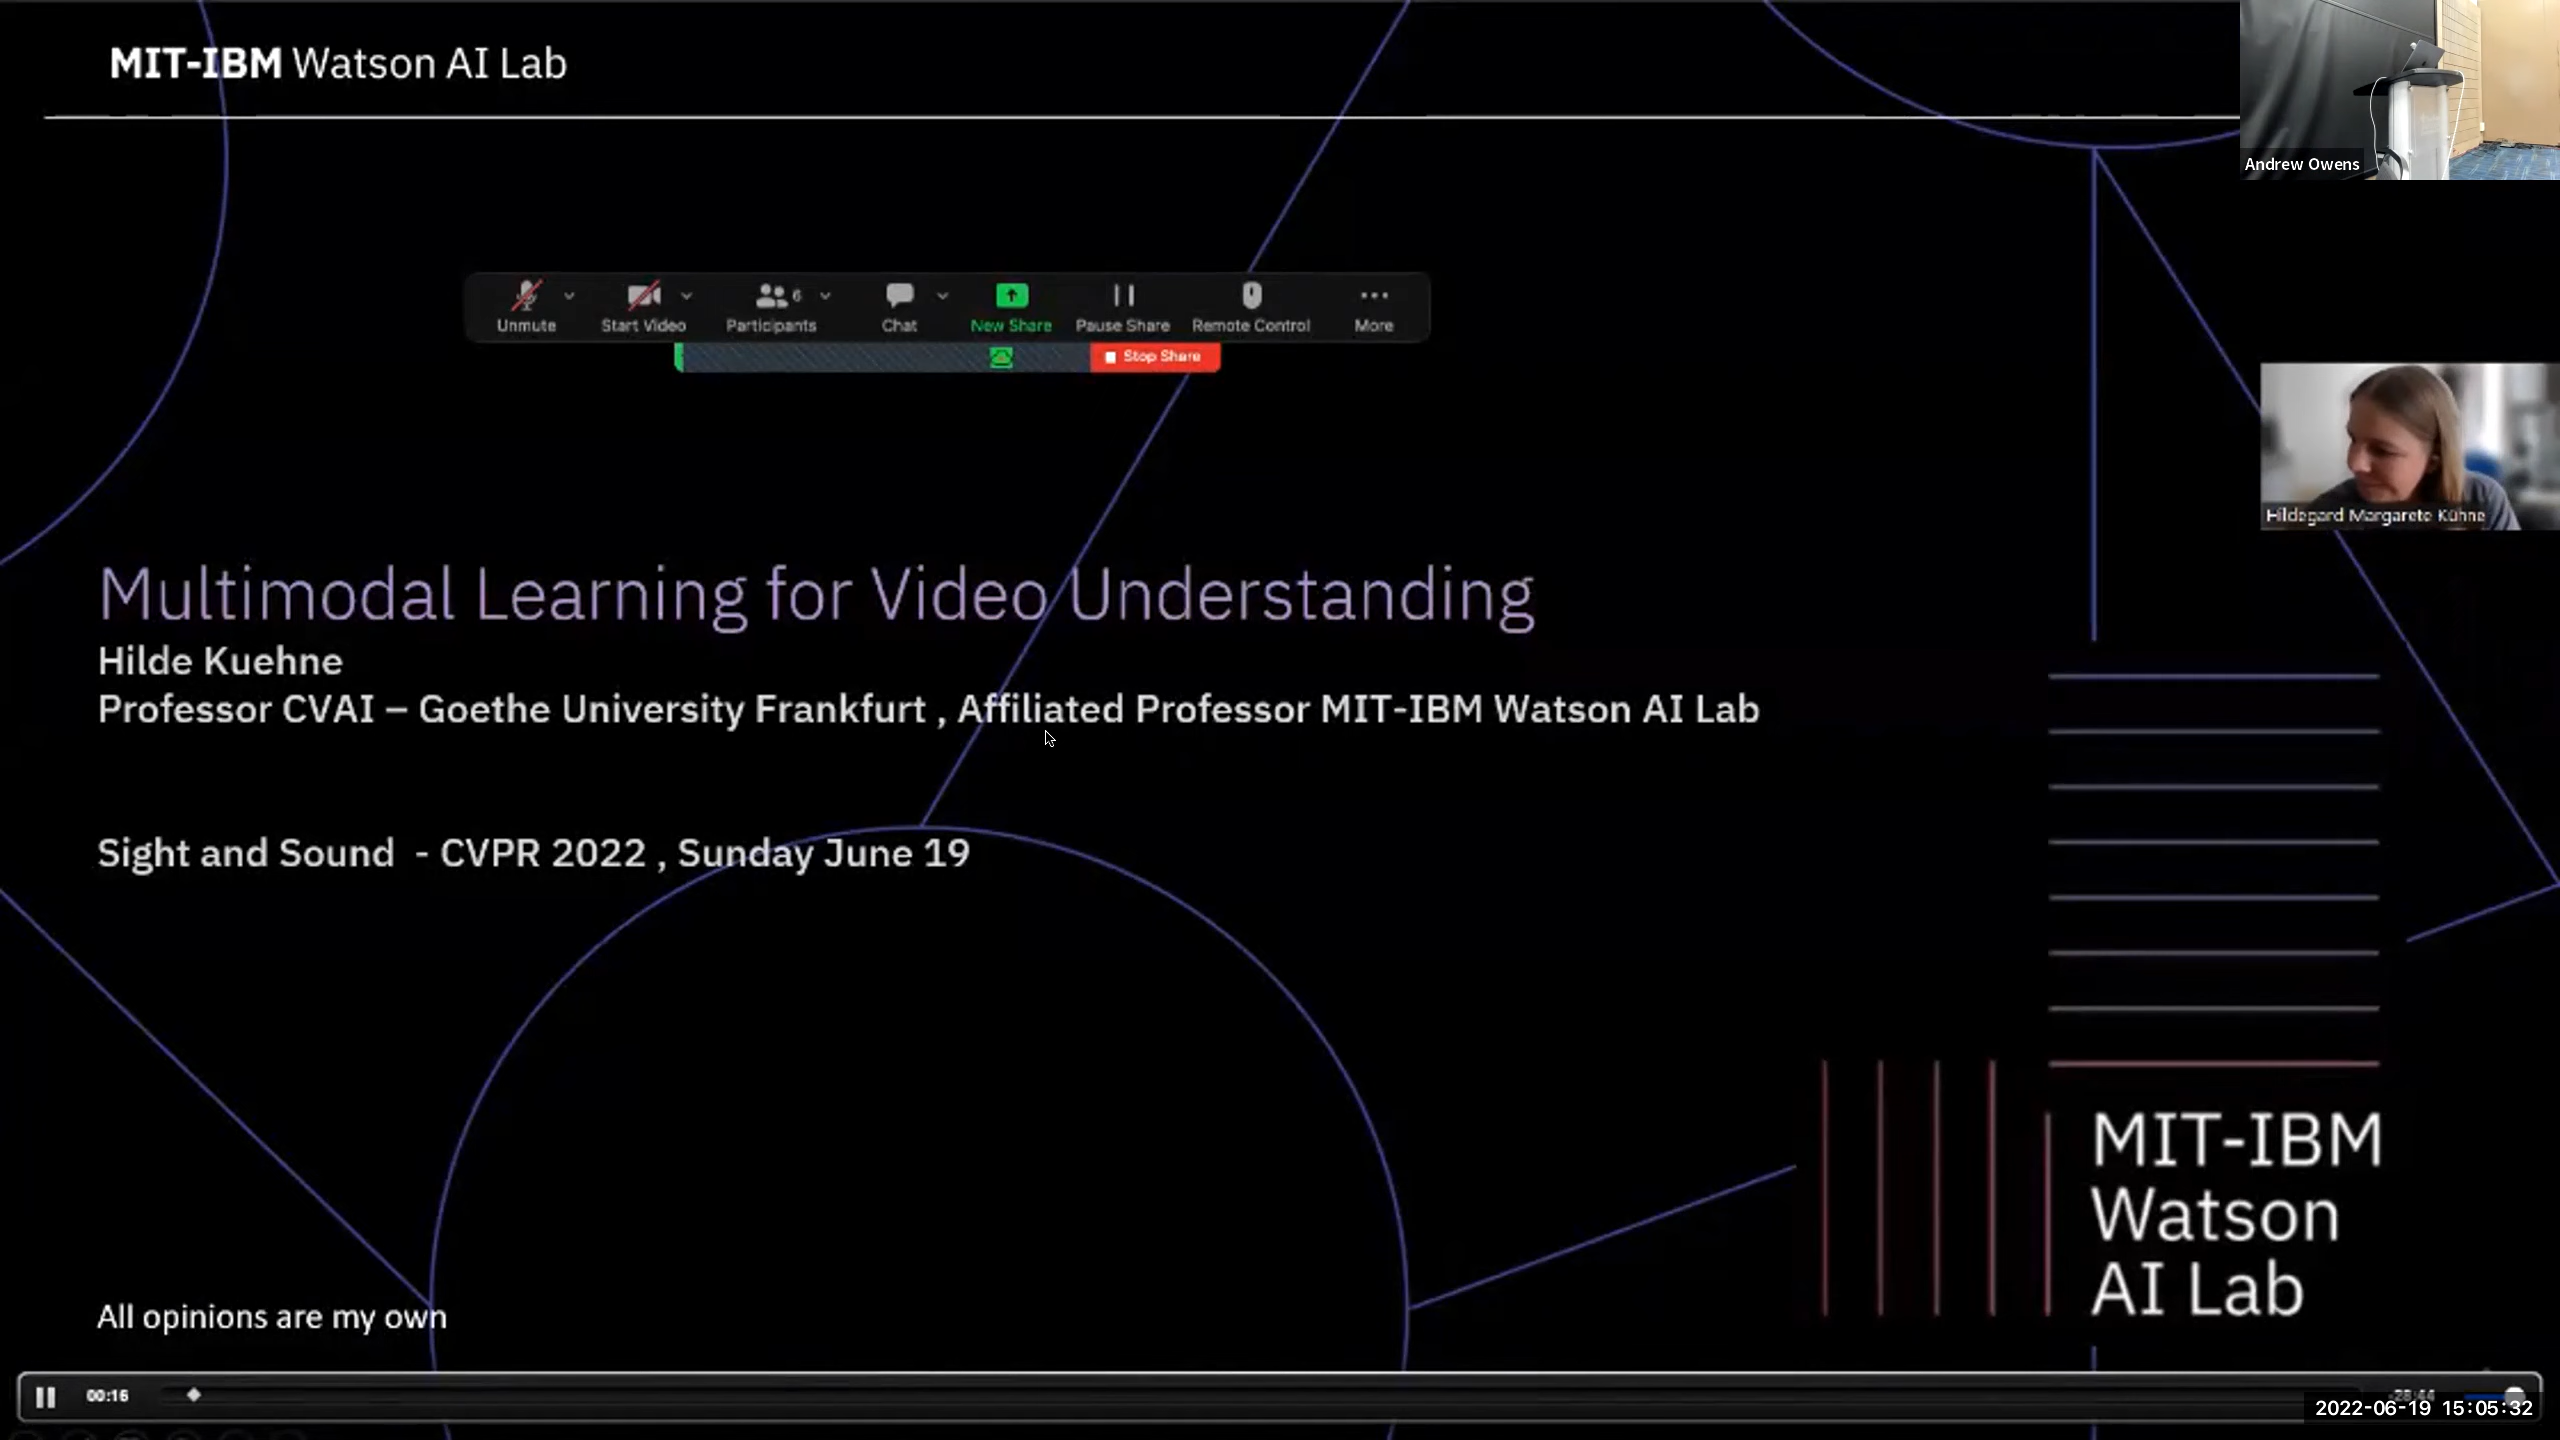 MIT-IBM Watson AI Lab
Andrew Owens
Unmute
Start Video
Participants
6
Chat
New Share
Pause Share
Remote Control
More
Stop Share
Hildegard Margarete Kühne
Multimodal Learning for Video Understanding
Hilde Kuehne
Professor CVAI – Goethe University Frankfurt , Affiliated Professor MIT-IBM Watson AI Lab
Sight and Sound - CVPR 2022 , Sunday June 19
MIT-IBM
Watson
AI Lab
All opinions are my own
00:16
-28:44
2022-06-19 15:05:32